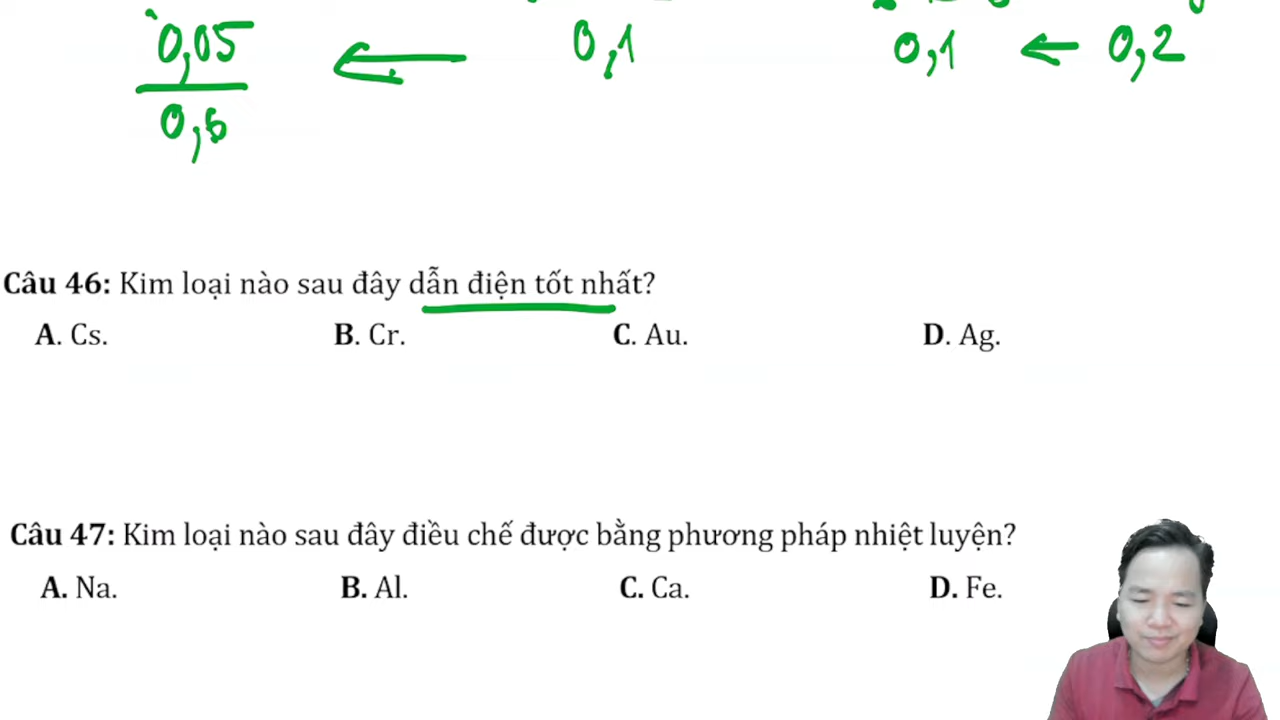 0,05 ← 0,1 0,1 ← 0,2
0,6
Câu 46: Kim loại nào sau đây dẫn điện tốt nhất?
A. Cs. B. Cr. C. Au. D. Ag.
Câu 47: Kim loại nào sau đây điều chế được bằng phương pháp nhiệt luyện?
A. Na. B. Al. C. Ca. D. Fe.